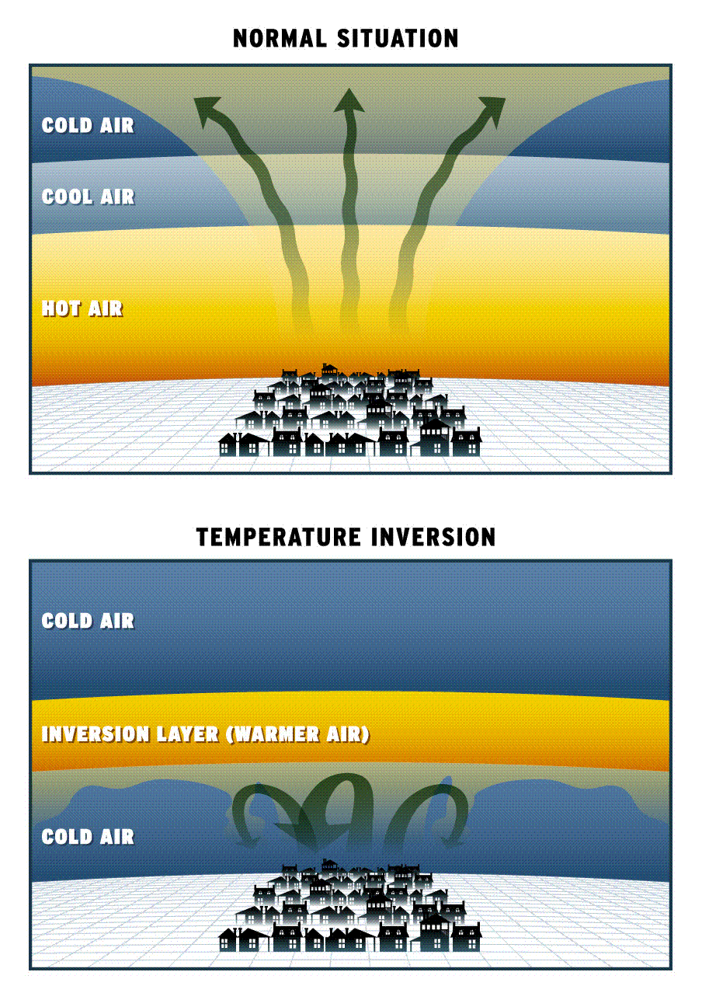 NORMAL SITUATION
COLD AIR
COOL AIR
HOT AIR
TEMPERATURE INVERSION
COLD AIR
INVERSION LAYER (WARMER AIR)
COLD AIR